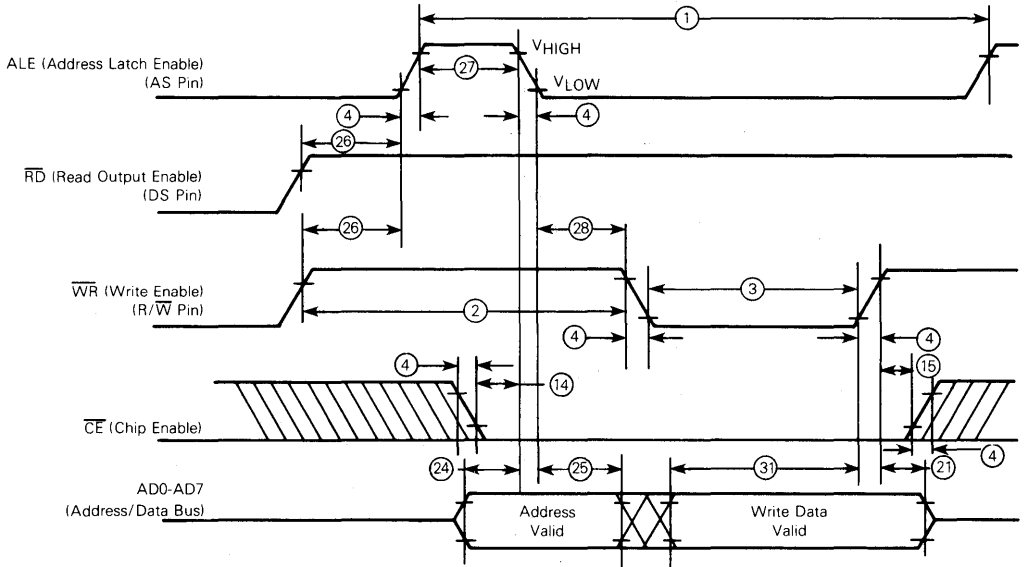 1
ALE (Address Latch Enable)
(AS Pin)
VHIGH
27
VLOW
4
4
26
RD (Read Output Enable)
(DS Pin)
26
28
WR (Write Enable)
(R/W Pin)
3
2
4
4
4
14
15
CE (Chip Enable)
24
25
31
21
4
AD0-AD7
(Address/Data Bus)
Address
Valid
Write Data
Valid